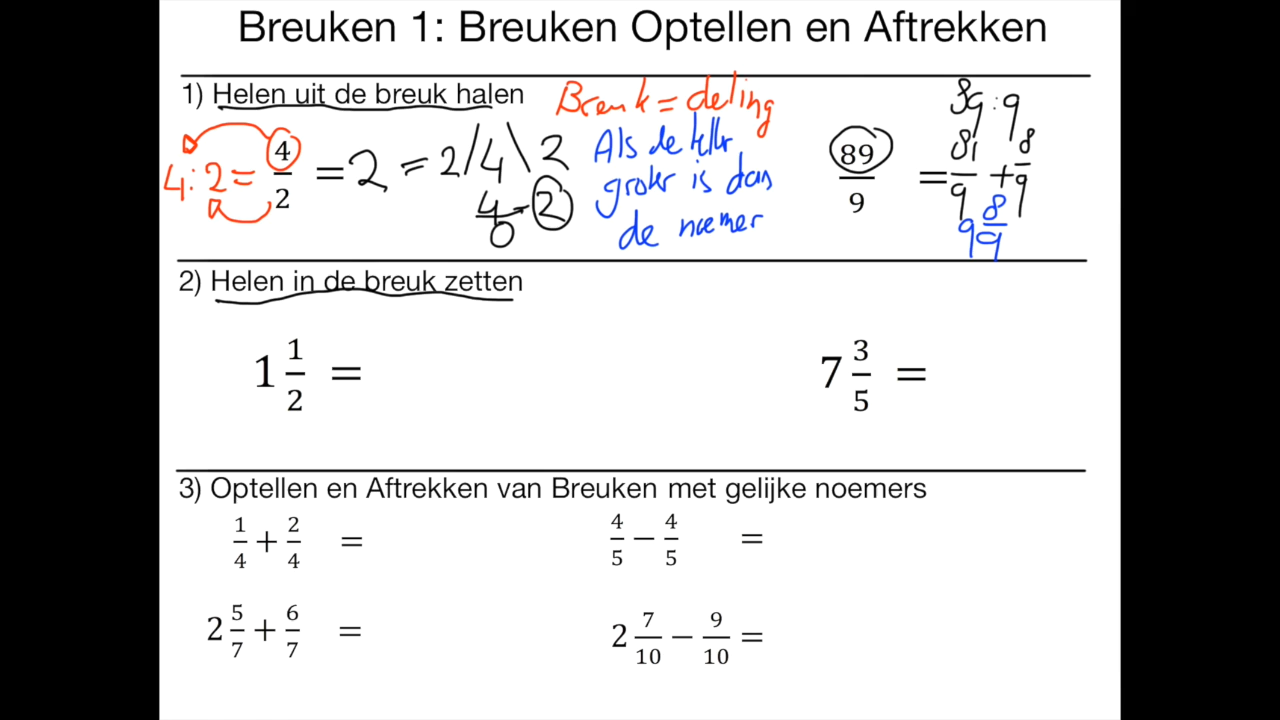 Breuken 1: Breuken Optellen en Aftrekken
1) Helen uit de breuk halen
Breuk = deling
89 : 9
4 : 2 = 4/2 = 2 = 2/4\2
4 - 2
0
Als de teller
groter is dan
de noemer
89/9 = 81/9 + 8/9
9 8/9
2) Helen in de breuk zetten
1 1/2 =
7 3/5 =
3) Optellen en Aftrekken van Breuken met gelijke noemers
1/4 + 2/4 =
4/5 − 4/5 =
2 5/7 + 6/7 =
2 7/10 − 9/10 =